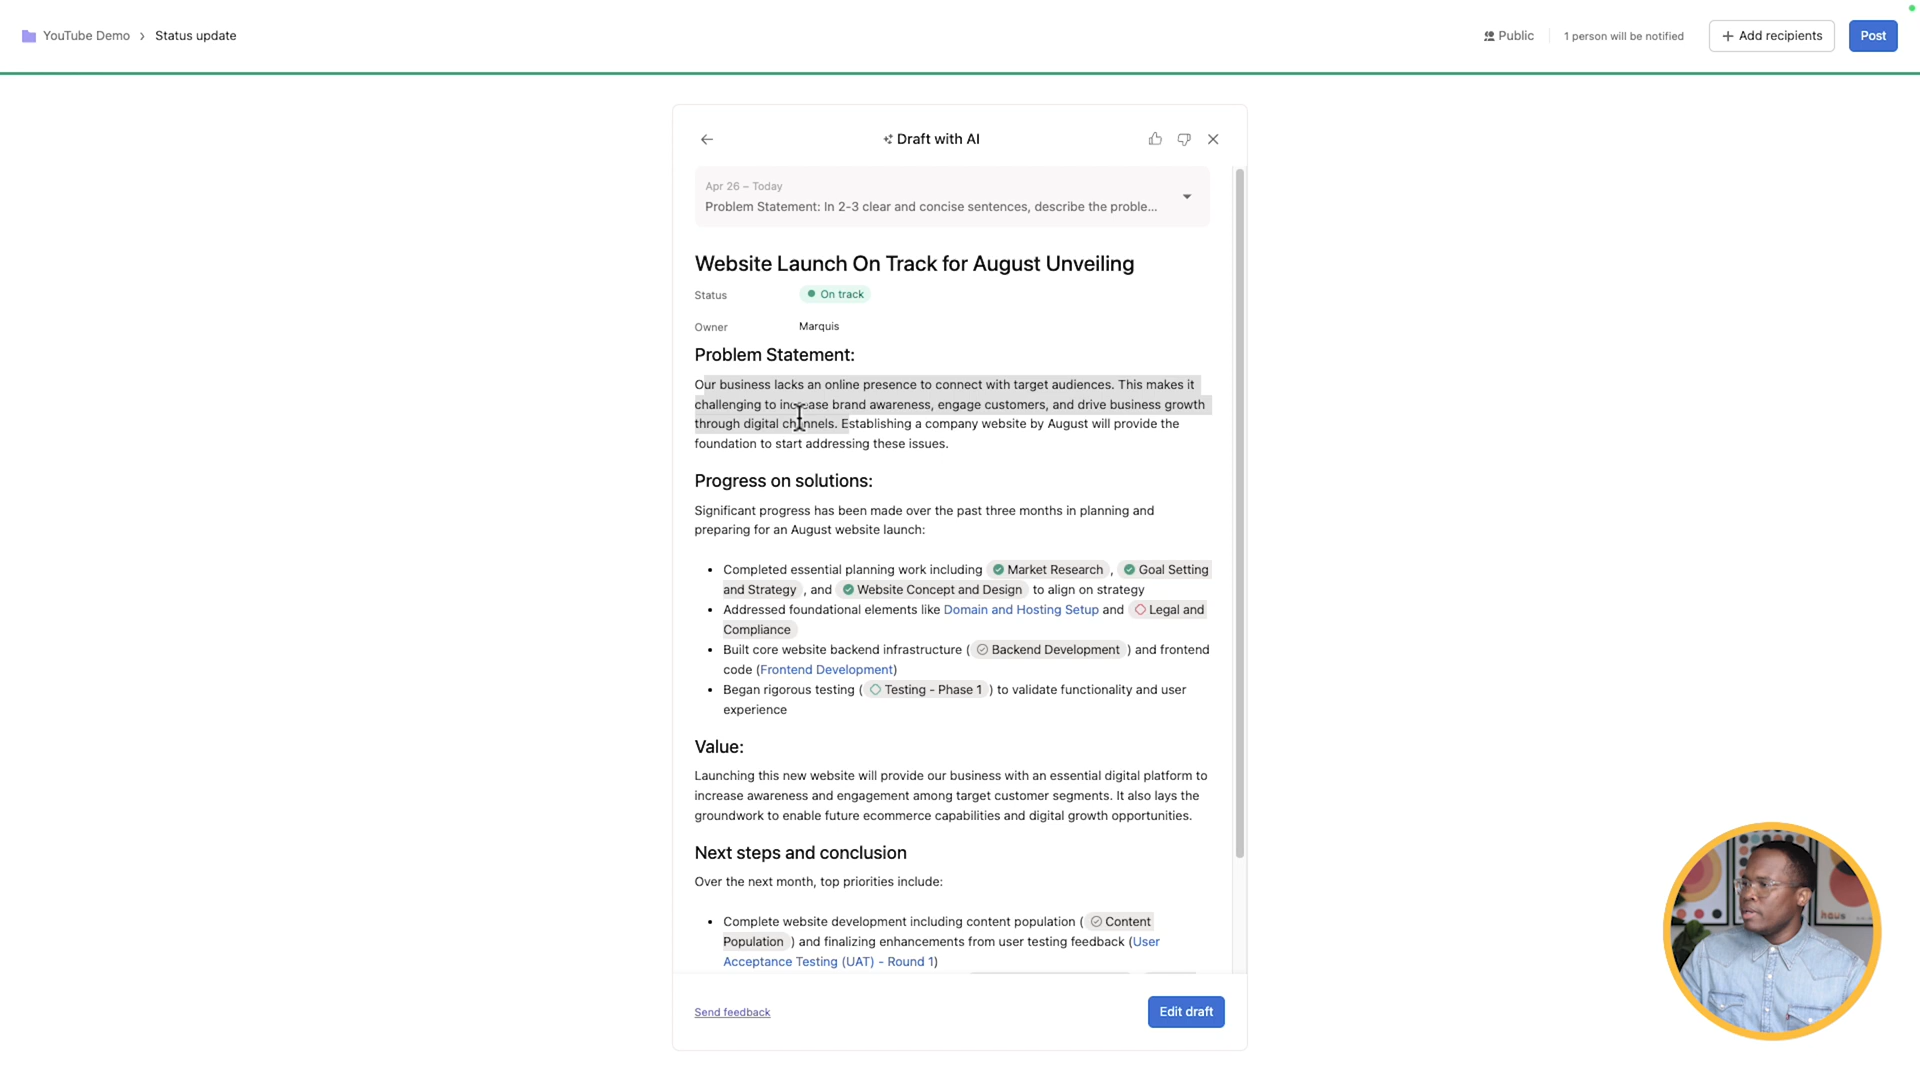 YouTube Demo › Status update
Public
1 person will be notified
+ Add recipients
Post
Draft with AI
Apr 26 – Today
Problem Statement: In 2-3 clear and concise sentences, describe the proble...
Website Launch On Track for August Unveiling
Status On track
Owner Marquis
Problem Statement:
Our business lacks an online presence to connect with target audiences. This makes it
challenging to increase brand awareness, engage customers, and drive business growth
through digital channels. Establishing a company website by August will provide the
foundation to start addressing these issues.
Progress on solutions:
Significant progress has been made over the past three months in planning and
preparing for an August website launch:
• Completed essential planning work including Market Research , Goal Setting
and Strategy , and Website Concept and Design to align on strategy
• Addressed foundational elements like Domain and Hosting Setup and Legal and
Compliance
• Built core website backend infrastructure ( Backend Development ) and frontend
code (Frontend Development)
• Began rigorous testing ( Testing - Phase 1 ) to validate functionality and user
experience
Value:
Launching this new website will provide our business with an essential digital platform to
increase awareness and engagement among target customer segments. It also lays the
groundwork to enable future ecommerce capabilities and digital growth opportunities.
Next steps and conclusion
Over the next month, top priorities include:
• Complete website development including content population ( Content
Population ) and finalizing enhancements from user testing feedback (User
Acceptance Testing (UAT) - Round 1)
Send feedback
Edit draft
haus